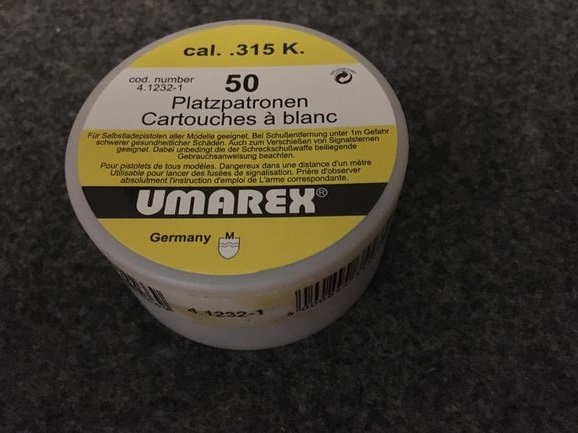 cal. .315 K.
cod. number
4.1232-1
50
Platzpatronen
Cartouches à blanc
Für Selbstladepistolen aller Modelle geeignet. Bei Schußentfernung unter 1m Gefahr
schwerer gesundheitlicher Schäden. Auch zum Verschießen von Signalsternen
geeignet. Dabei unbedingt die der Schreckschußwaffe beiliegende
Gebrauchsanweisung beachten.
Pour pistolets de tous modèles. Dangereux dans une distance d'un mètre
Utilisable pour lancer des fusées de signalisation. Prière d'observer
absolutment l'instruction d'emploi de L'arme correspondante.
UMAREX®
Germany
M
4.1232-1